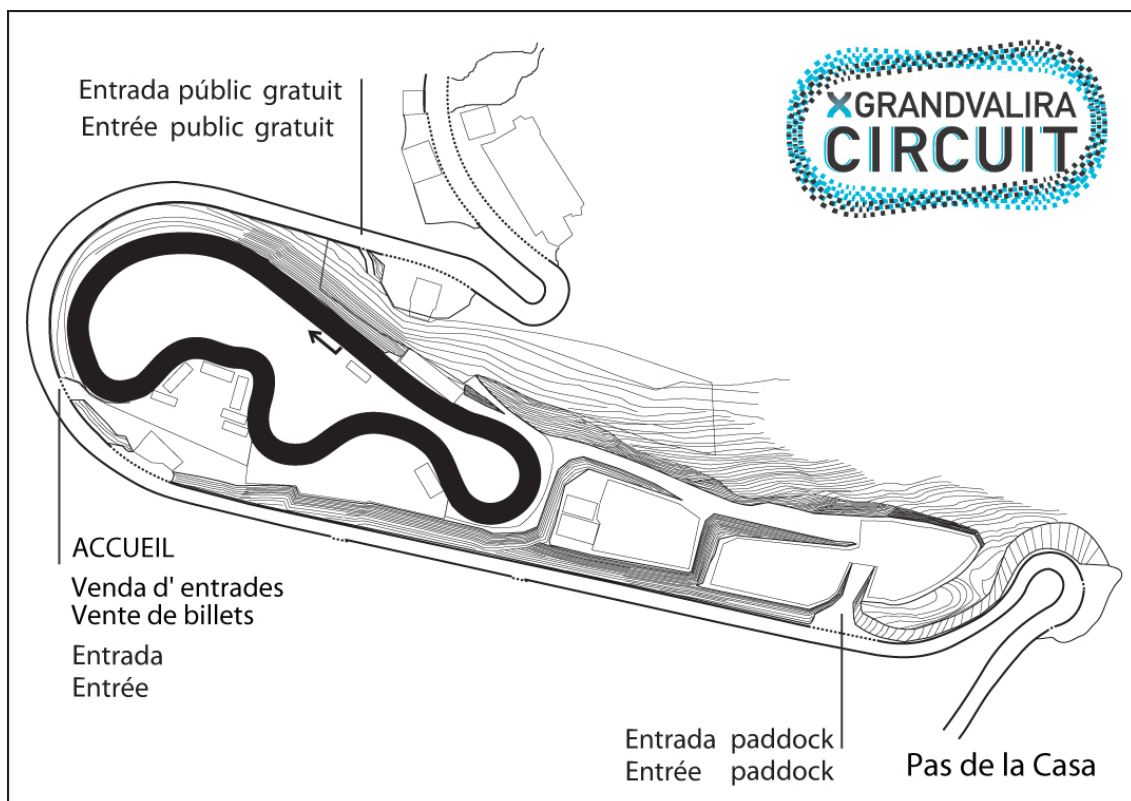 Entrada públic gratuit
Entrée public gratuit
XGRANDVALIRA
CIRCUIT
ACCUEIL
Venda d' entrades
Vente de billets
Entrada
Entrée
Entrada paddock
Entrée paddock
Pas de la Casa